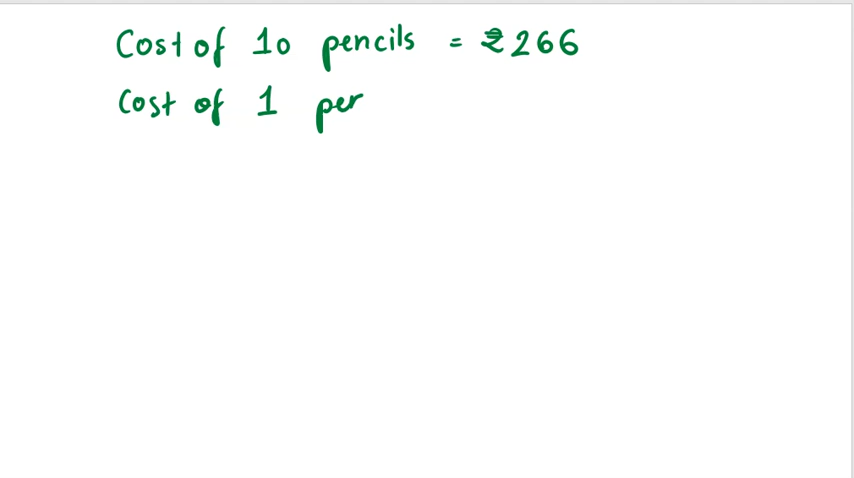 Cost of 10 pencils = ₹266
Cost of 1 per